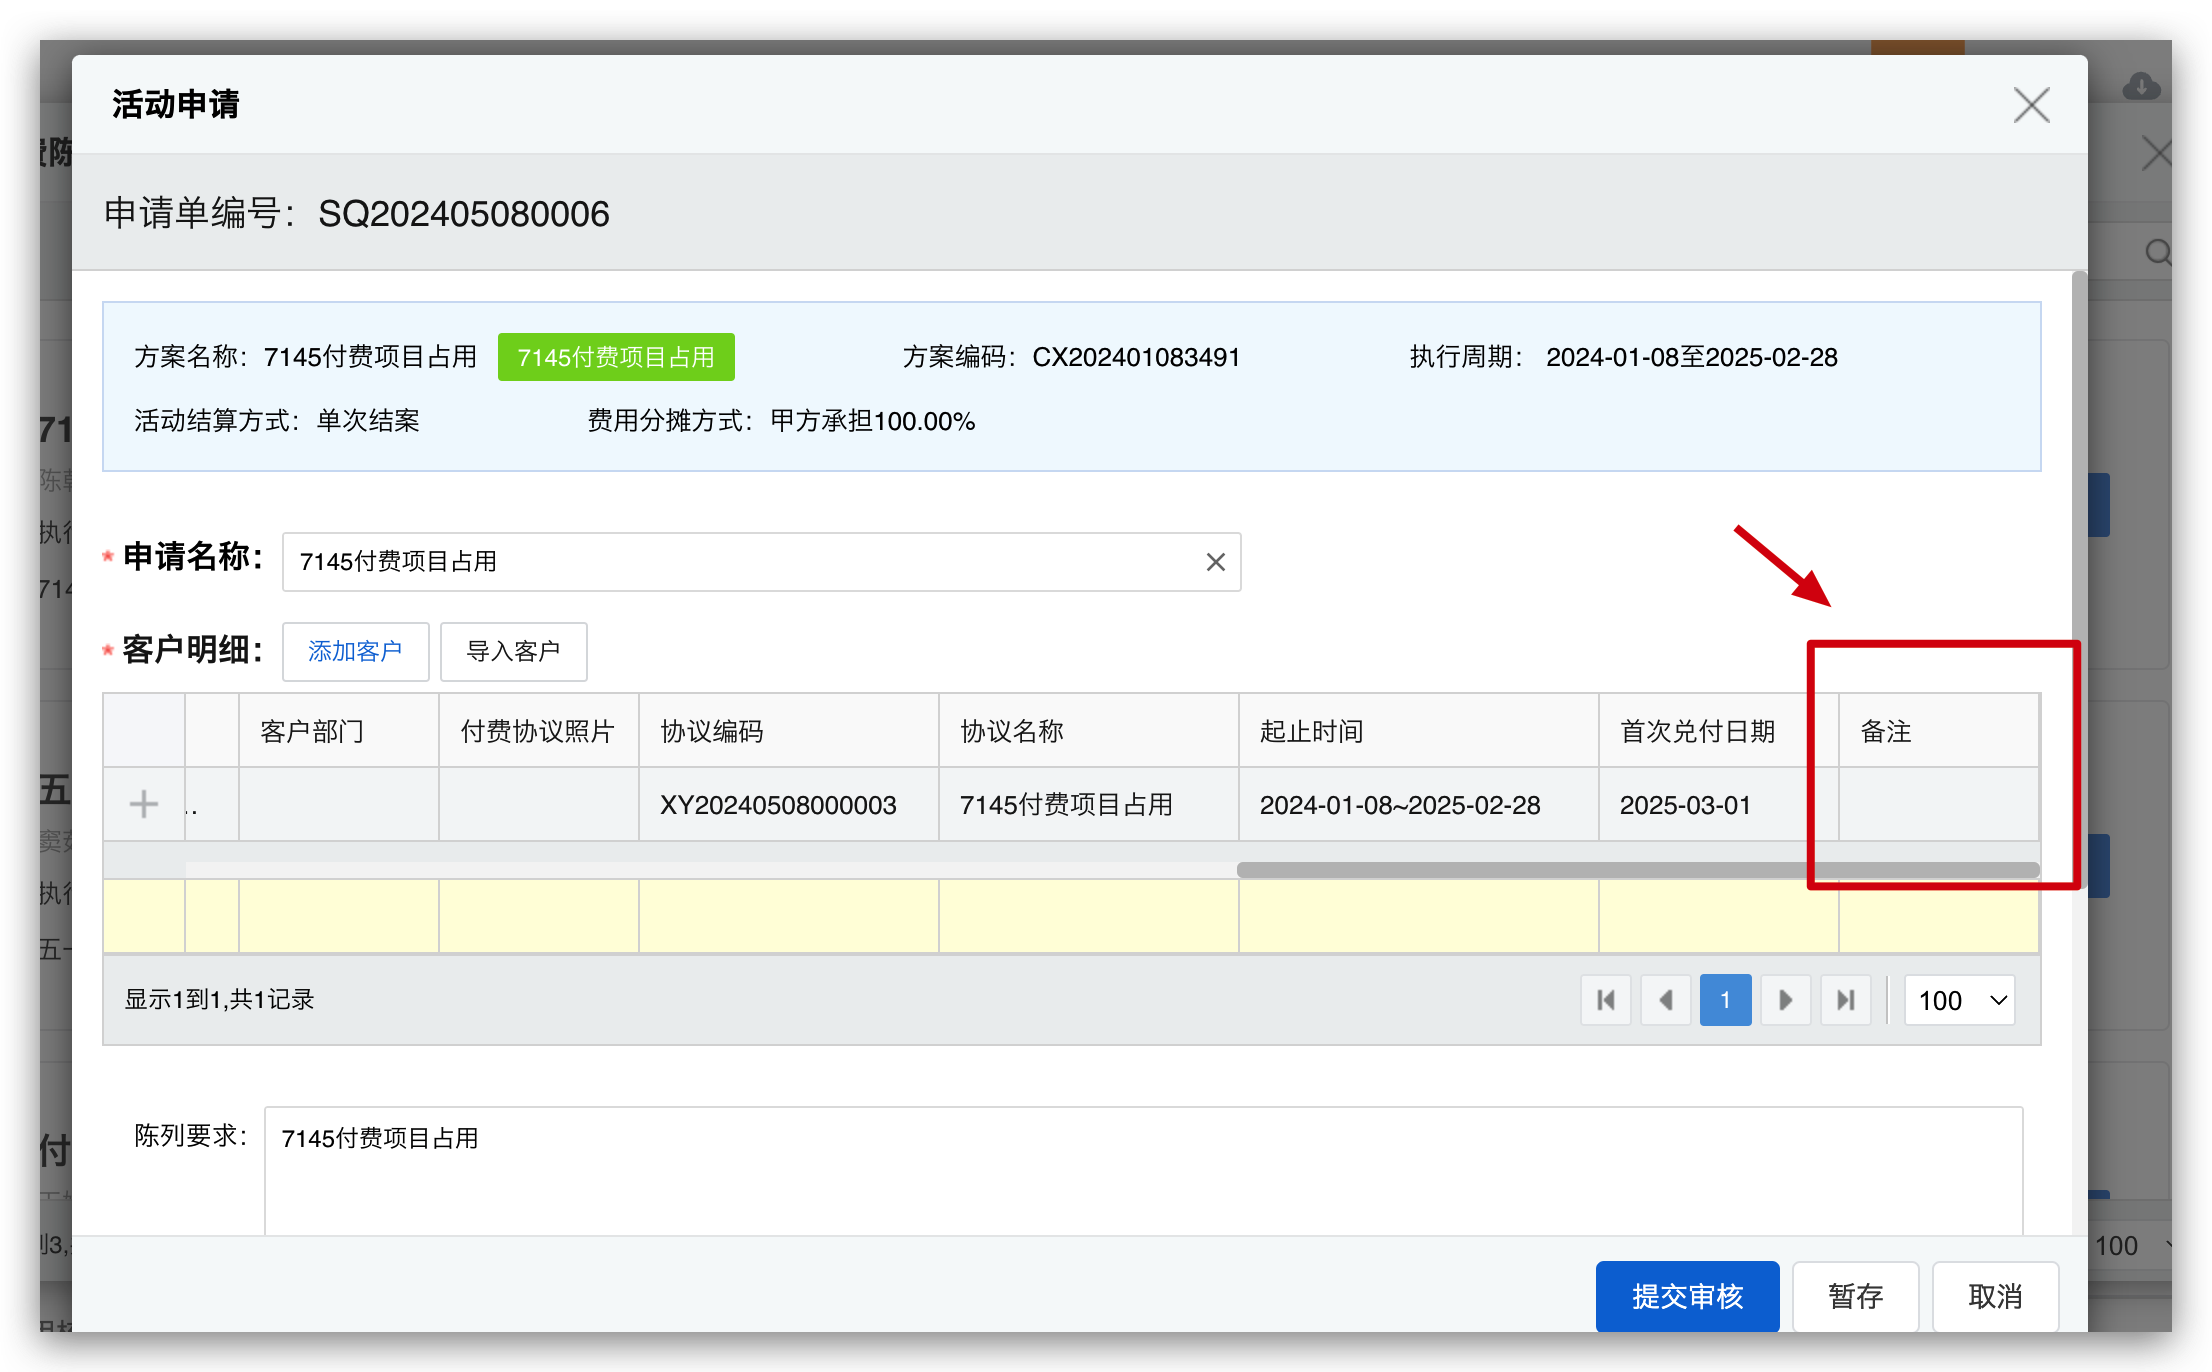 活动申请
申请单编号：SQ202405080006
方案名称：7145付费项目占用 7145付费项目占用 方案编码：CX202401083491 执行周期：2024-01-08至2025-02-28
活动结算方式：单次结案 费用分摊方式：甲方承担100.00%
* 申请名称：7145付费项目占用
* 客户明细：添加客户 导入客户
客户部门 付费协议照片 协议编码 协议名称 起止时间 首次兑付日期 备注
.. XY20240508000003 7145付费项目占用 2024-01-08~2025-02-28 2025-03-01
显示1到1,共1记录 1 100
陈列要求：7145付费项目占用
100
提交审核 暂存 取消